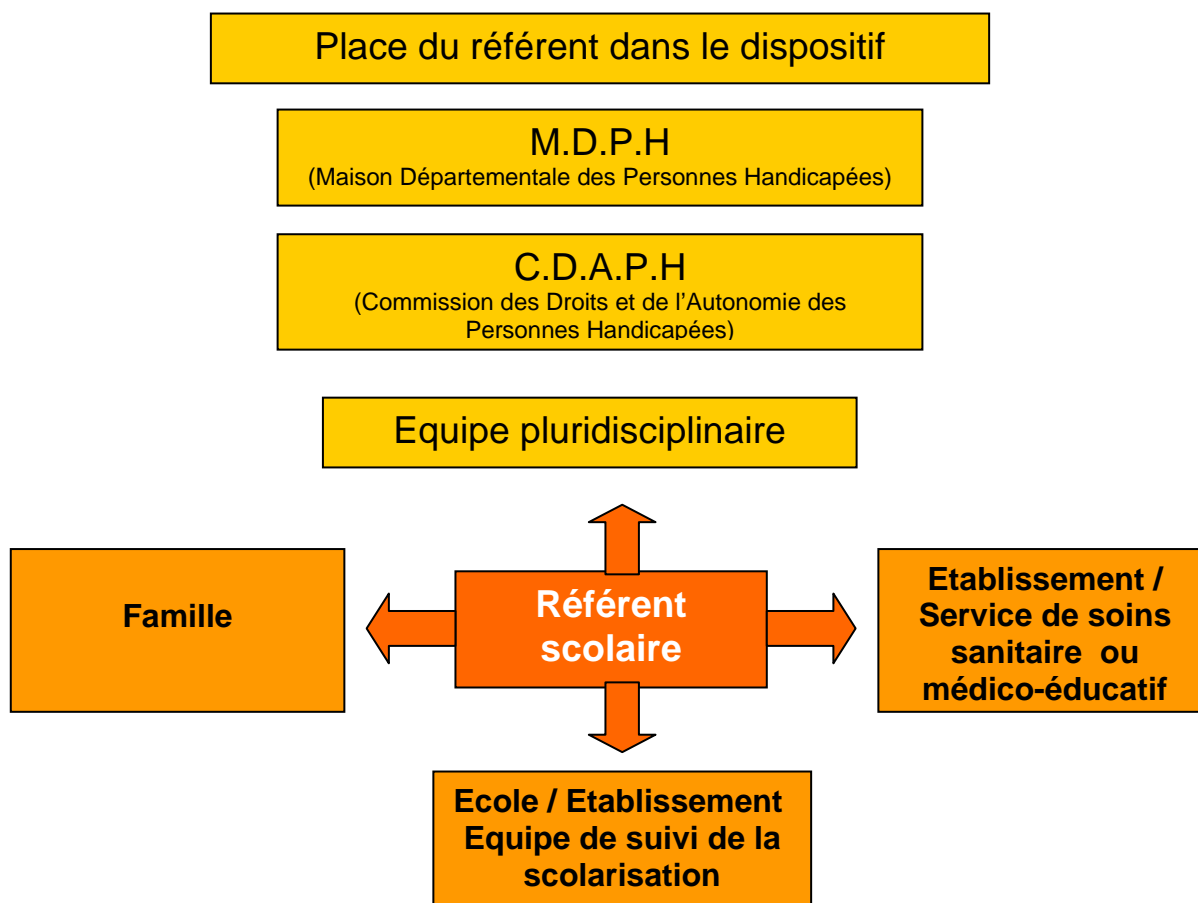 Place du référent dans le dispositif
M.D.P.H
(Maison Départementale des Personnes Handicapées)
C.D.A.P.H
(Commission des Droits et de l'Autonomie des
Personnes Handicapées)
Equipe pluridisciplinaire
Famille
Référent
scolaire
Etablissement /
Service de soins
sanitaire ou
médico-éducatif
Ecole / Etablissement
Equipe de suivi de la
scolarisation